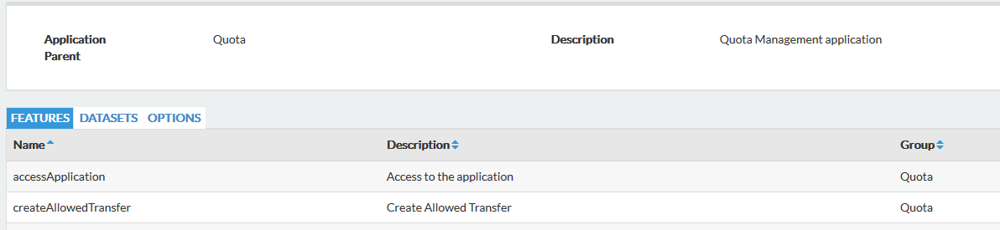 Application Quota Description Quota Management application
Parent
FEATURES DATASETS OPTIONS
Name Description Group
accessApplication Access to the application Quota
createAllowedTransfer Create Allowed Transfer Quota